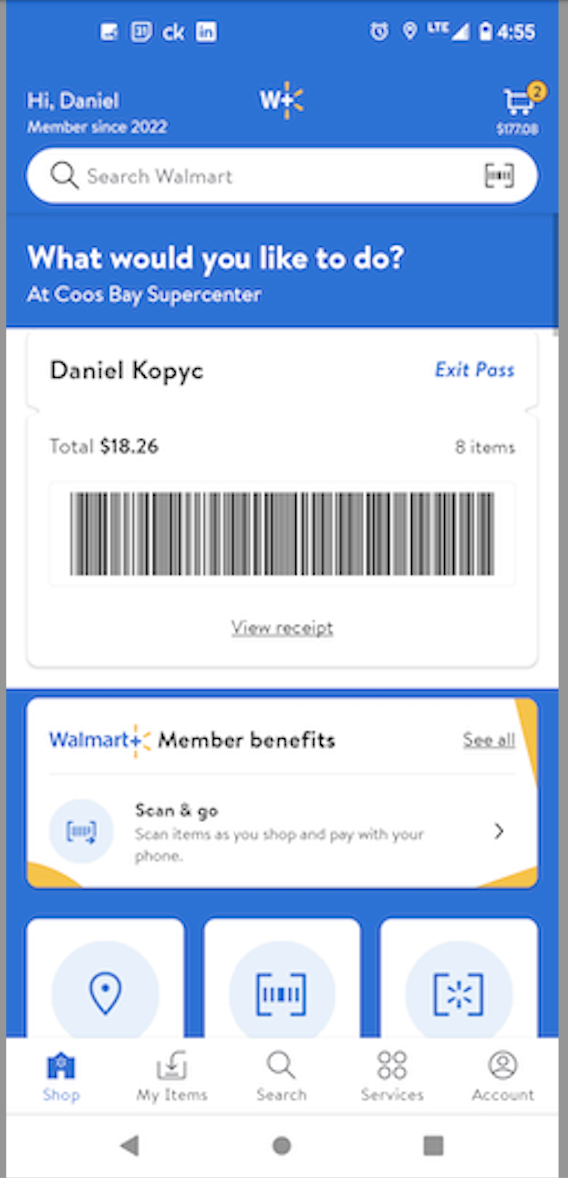 31 ck in LTE 4:55
Hi, Daniel
Member since 2022
W+
2
$177.08
Search Walmart
What would you like to do?
At Coos Bay Supercenter
Daniel Kopyc Exit Pass
Total $18.26 8 items
View receipt
Walmart+ Member benefits See all
Scan & go
Scan items as you shop and pay with your
phone.
Shop My Items Search Services Account